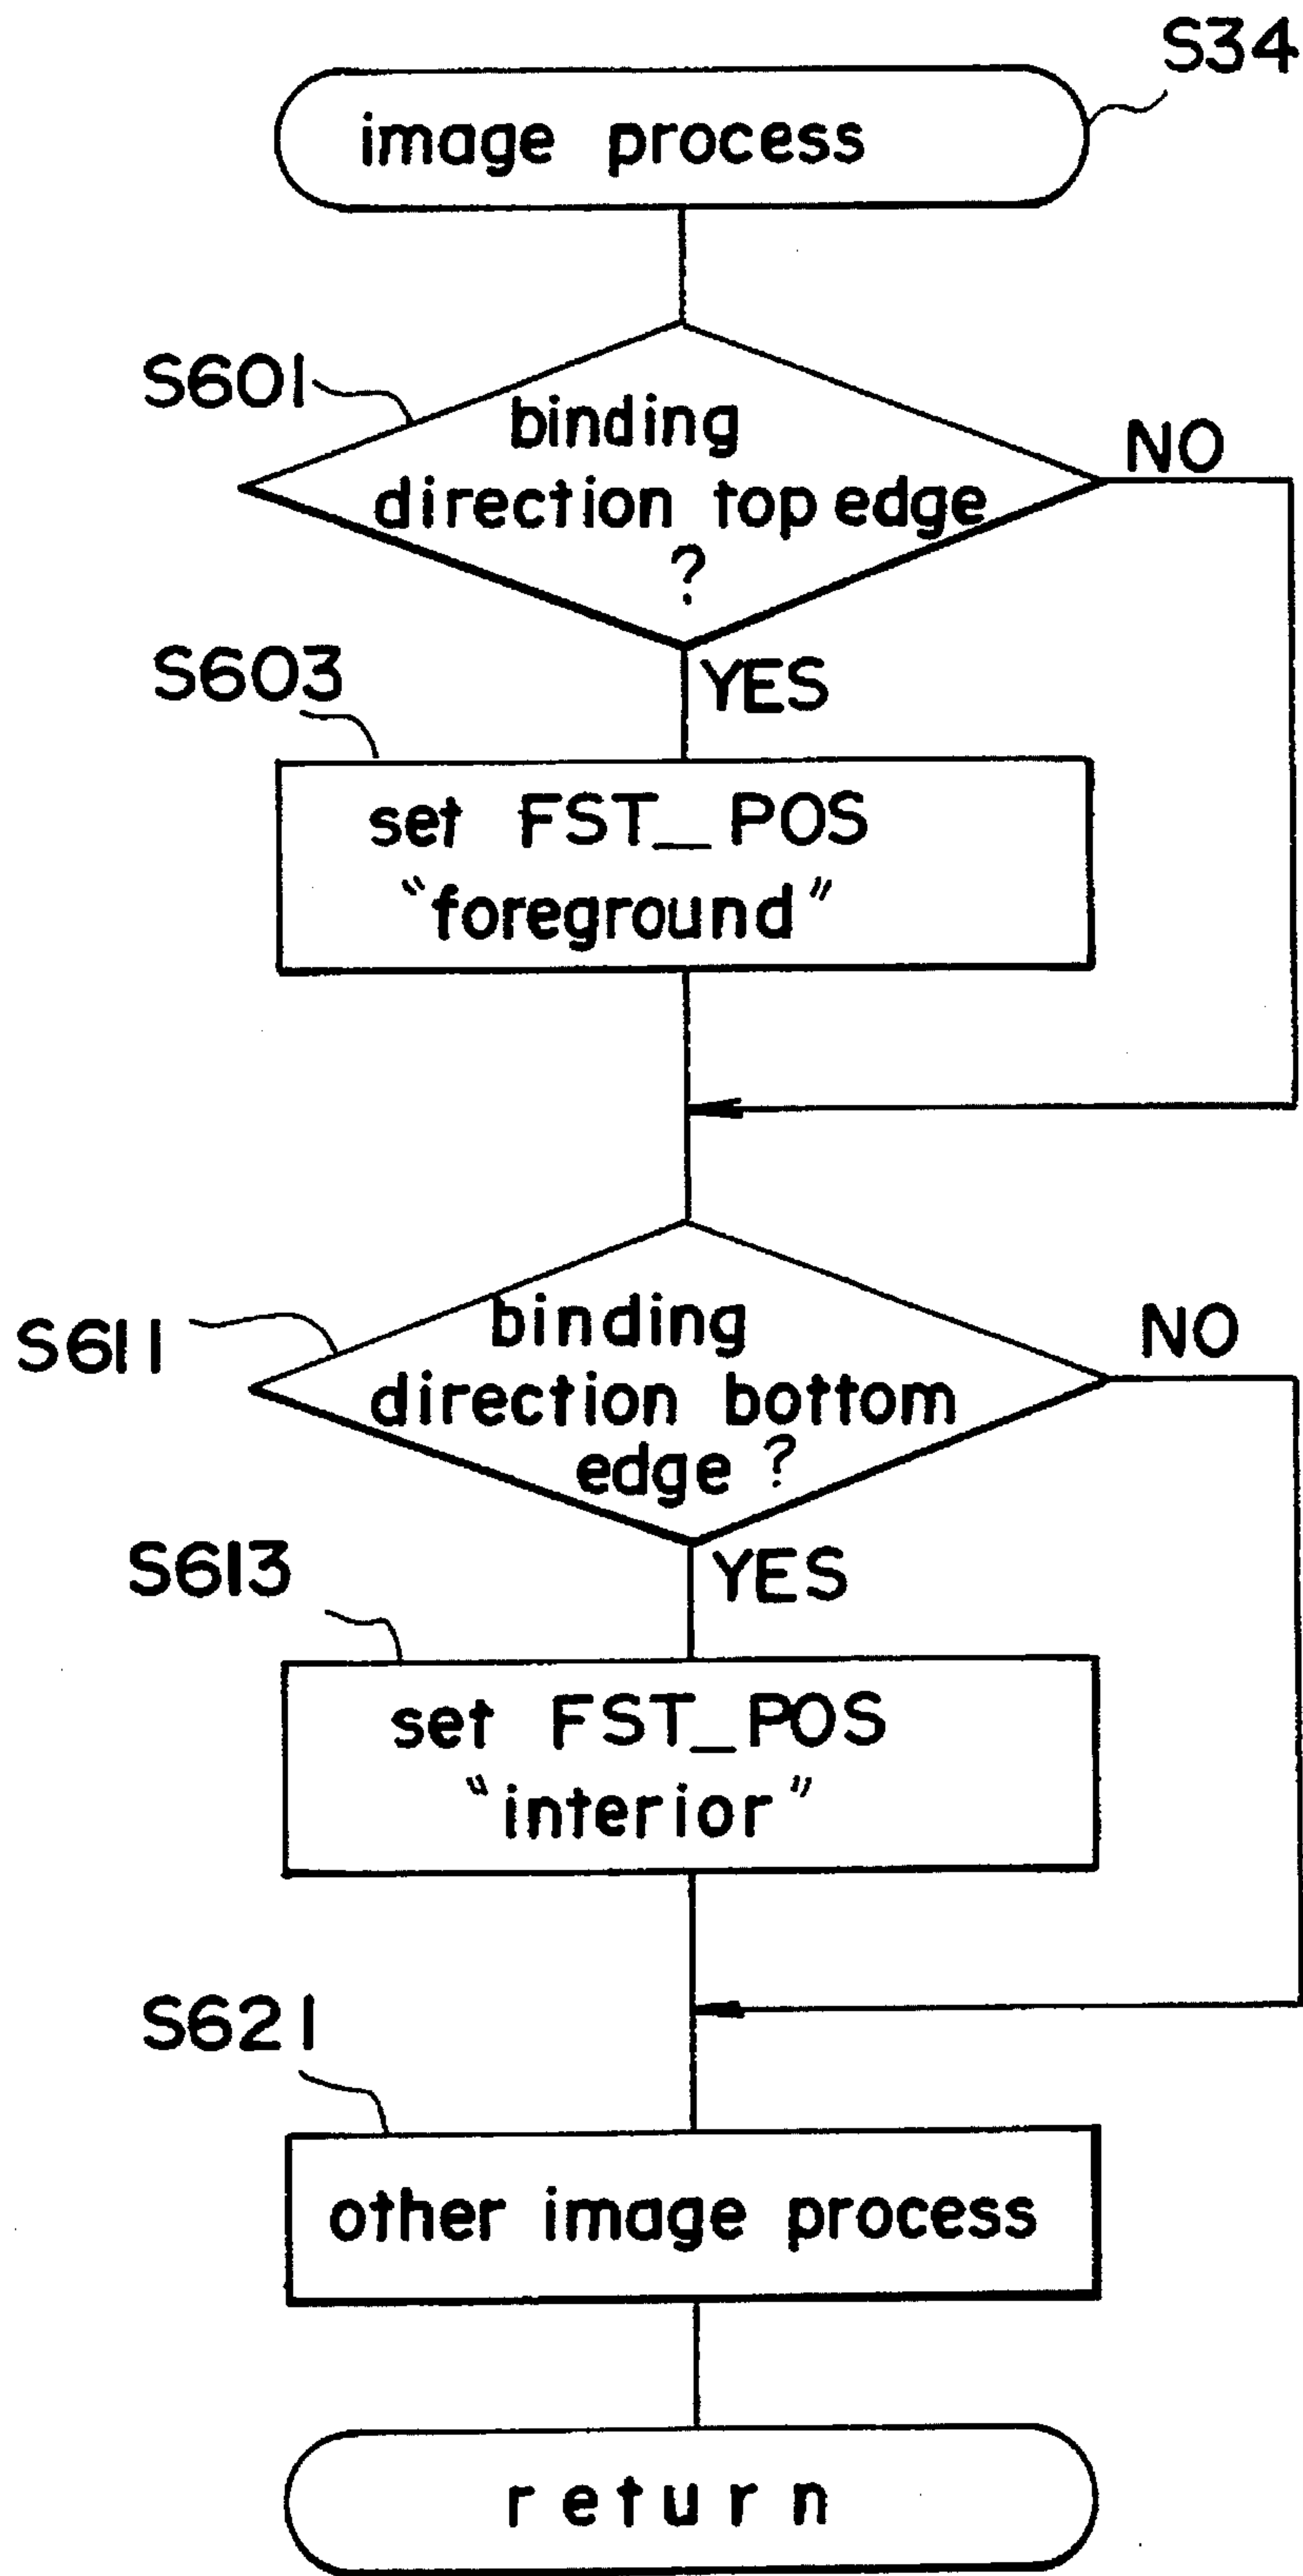 S34
image process
S601
binding
direction top edge
?
NO
YES
S603
set FST_POS
"foreground"
S611
binding
direction bottom
edge ?
NO
YES
S613
set FST_POS
"interior"
S621
other image process
return